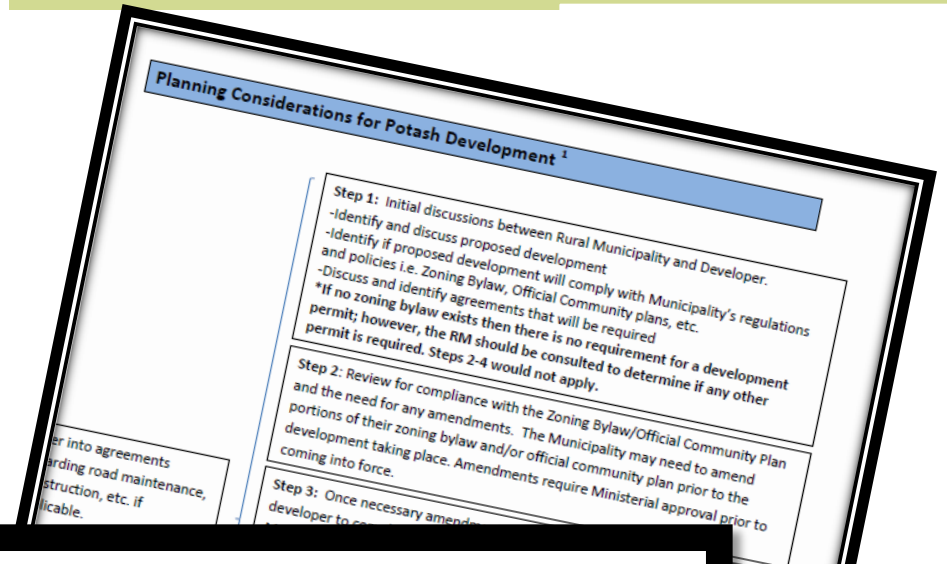 Planning Considerations for Potash Development 1
Step 1: Initial discussions between Rural Municipality and Developer.
-Identify and discuss proposed development
-Identify if proposed development will comply with Municipality's regulations
and policies i.e. Zoning Bylaw, Official Community plans, etc.
-Discuss and identify agreements that will be required
*If no zoning bylaw exists then there is no requirement for a development
permit; however, the RM should be consulted to determine if any other
permit is required. Steps 2-4 would not apply.
Step 2: Review for compliance with the Zoning Bylaw/Official Community Plan
and the need for any amendments. The Municipality may need to amend
portions of their zoning bylaw and/or official community plan prior to the
development taking place. Amendments require Ministerial approval prior to
coming into force.
Step 3: Once necessary
developer to
into agreements
road maintenance,
etc. if